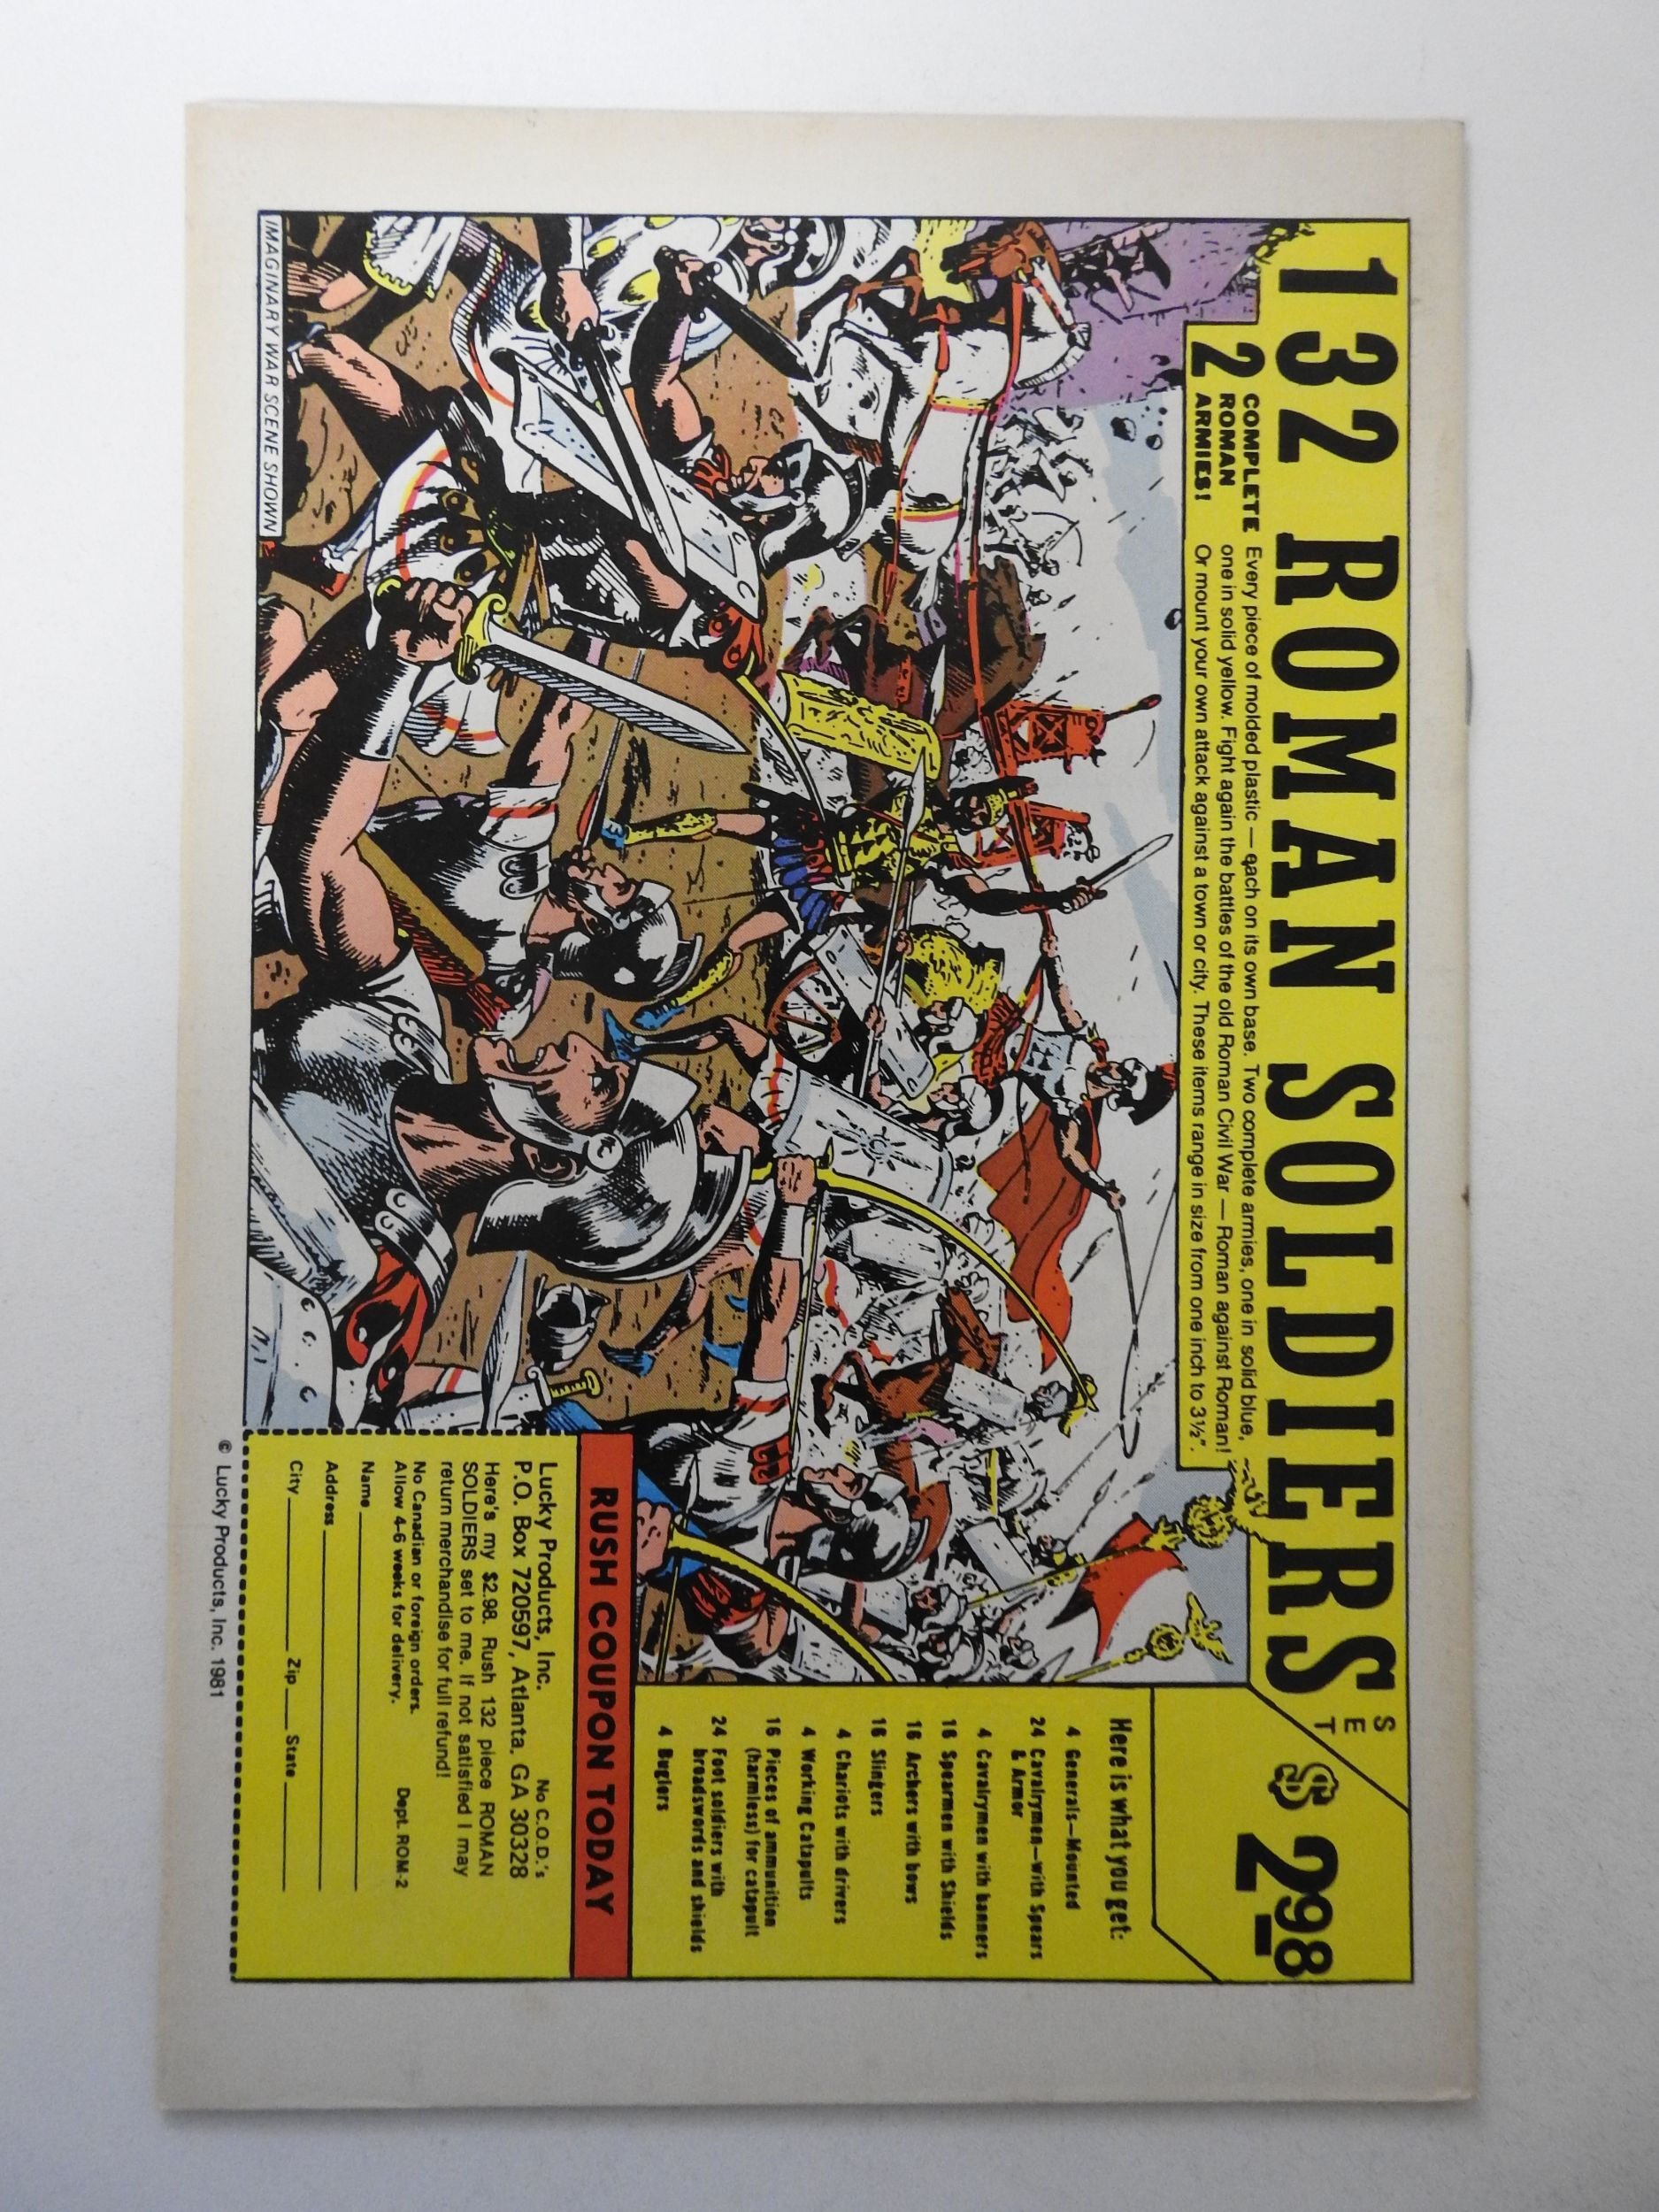 132 ROMAN SOLDIERS
SET
$2.98
2 COMPLETE
ROMAN
ARMIES!
Every piece of molded plastic — each on its own base. Two complete armies, one in solid blue,
one in solid yellow. Fight again the battles of the old Roman Civil War — Roman against Roman!
Or mount your own attack against a town or city. These items range in size from one inch to 3½".
Here is what you get:
4 Generals—Mounted
24 Cavalrymen—with Spears
& Armor
4 Cavalrymen with banners
16 Spearmen with Shields
16 Archers with bows
16 Slingers
4 Chariots with drivers
4 Working Catapults
16 Pieces of ammunition
(harmless) for catapult
24 Foot soldiers with
broadswords and shields
4 Buglers
RUSH COUPON TODAY
Lucky Products, Inc. No C.O.D.'s
P.O. Box 720597, Atlanta, GA 30328
Here's my $2.98. Rush 132 piece ROMAN
SOLDIERS set to me. If not satisfied I may
return merchandise for full refund!
No Canadian or foreign orders.
Allow 4-6 weeks for delivery. Dept. ROM-2
Name
Address
City Zip State
IMAGINARY WAR SCENE SHOWN
© Lucky Products, Inc. 1981